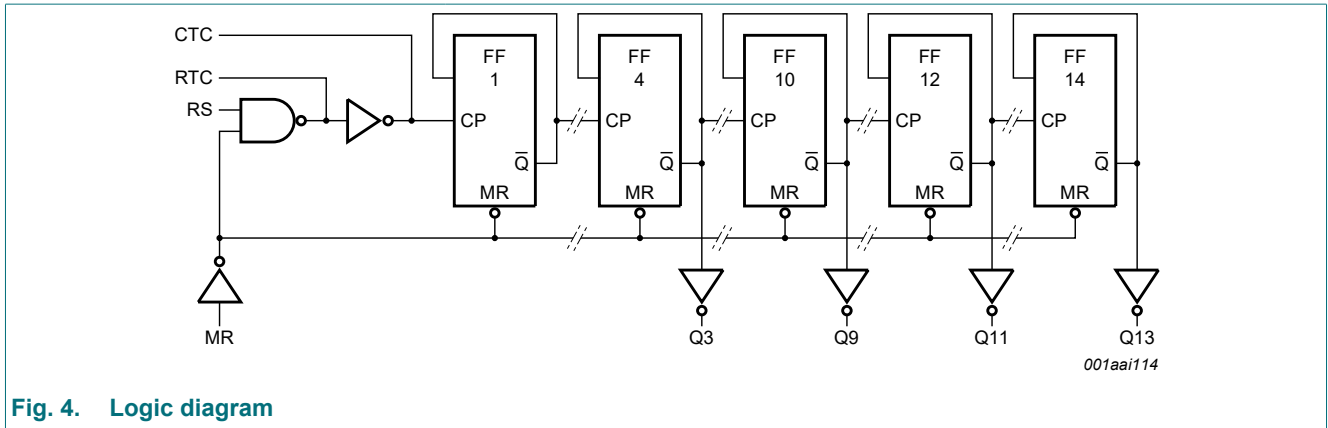 CTC
RTC
RS
FF 1
CP
Q̅
MR
FF 4
CP
Q̅
MR
FF 10
CP
Q̅
MR
FF 12
CP
Q̅
MR
FF 14
CP
Q̅
MR
MR
Q3
Q9
Q11
Q13
001aai114
Fig. 4. Logic diagram